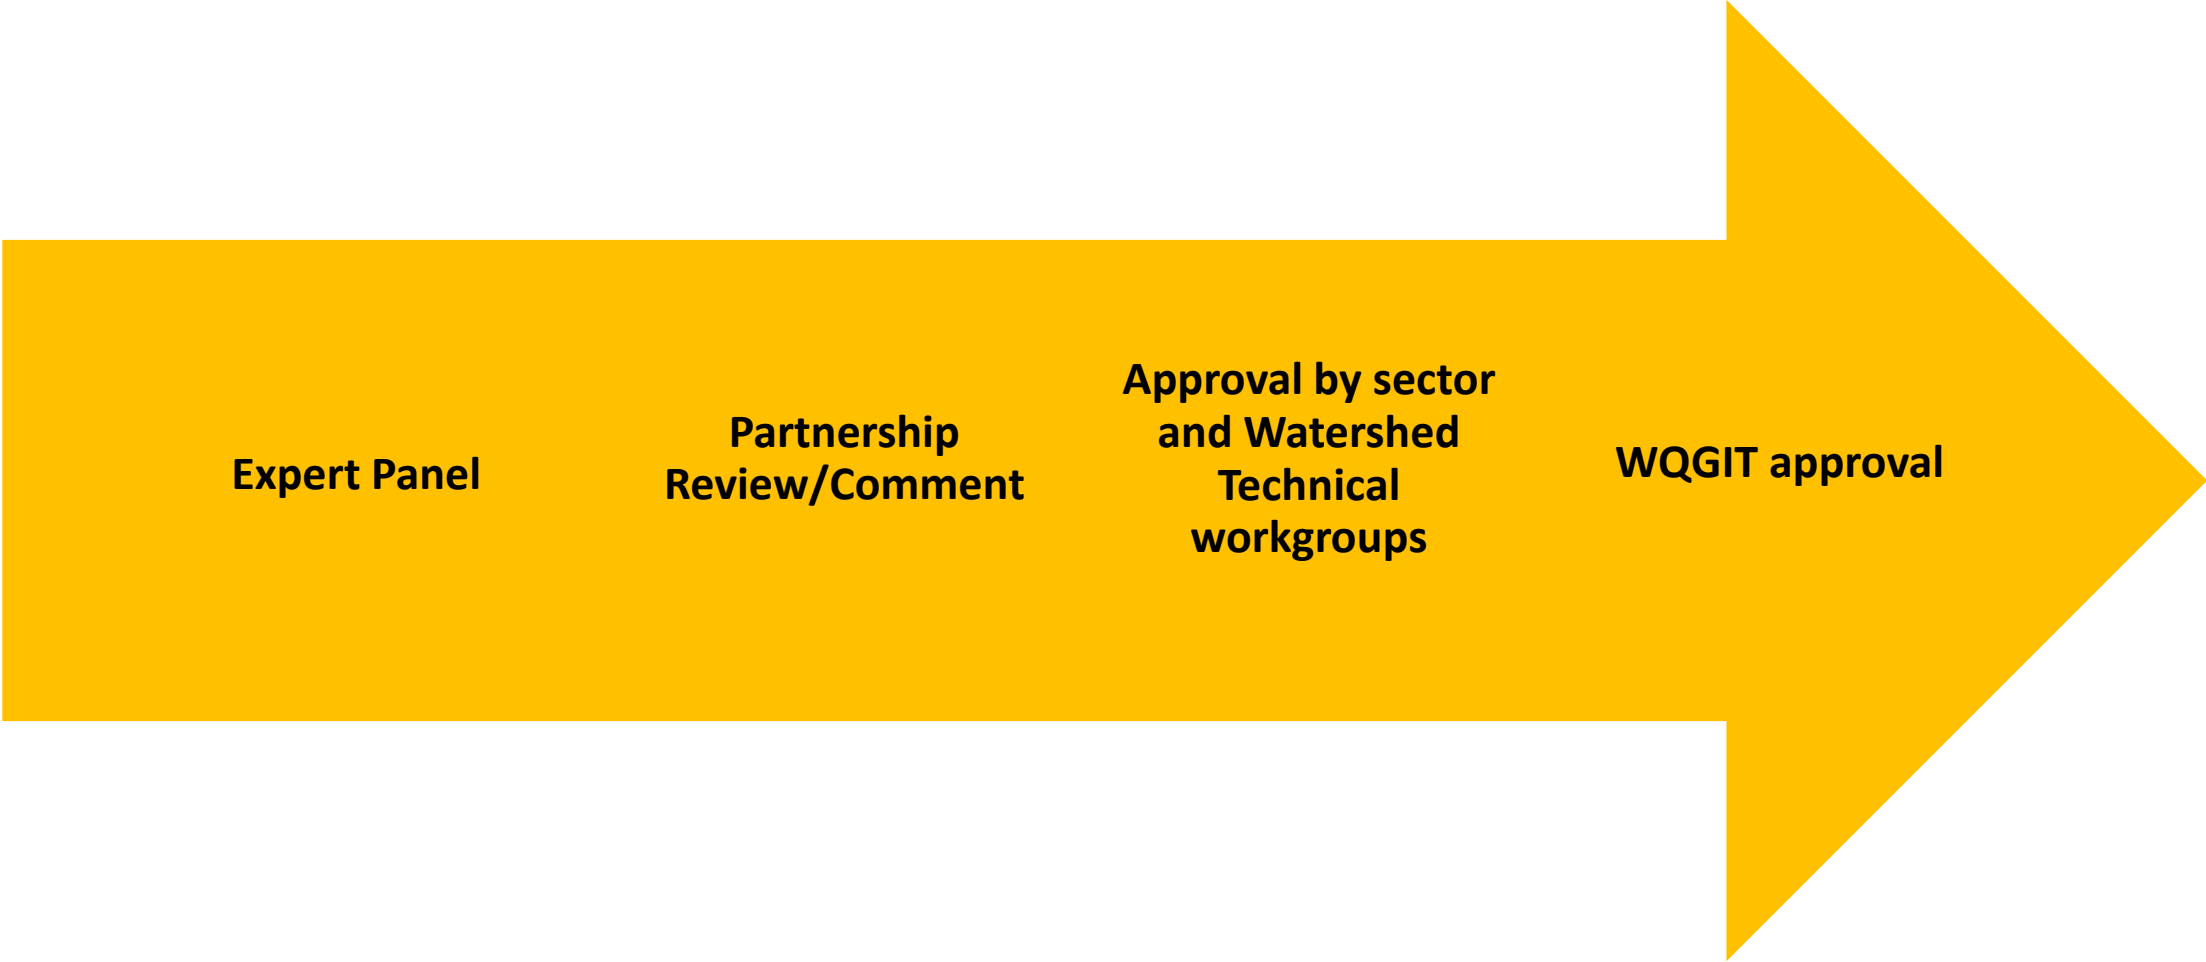 Expert Panel
Partnership
Review/Comment
Approval by sector
and Watershed
Technical
workgroups
WQGIT approval